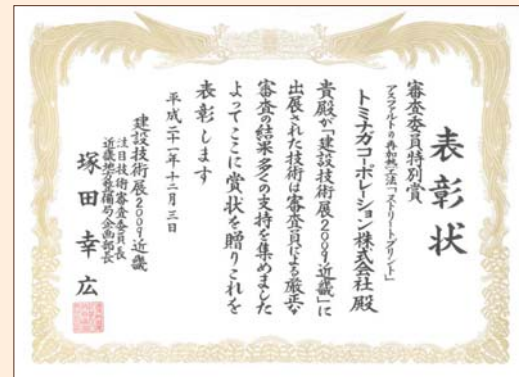 表彰状
審査委員特別賞
アスファルトの再加熱工法「ストリートプリント」
トミナガコーポレーション株式会社 殿
貴殿が「建設技術展2009近畿」に
出展された技術は審査員による厳正な
審査の結果多くの支持を集めました
よってここに賞状を贈りこれを
表彰します
平成二十一年十二月三日
建設技術展2009近畿
注目技術審査委員長
近畿地方整備局企画部長
塚田幸広